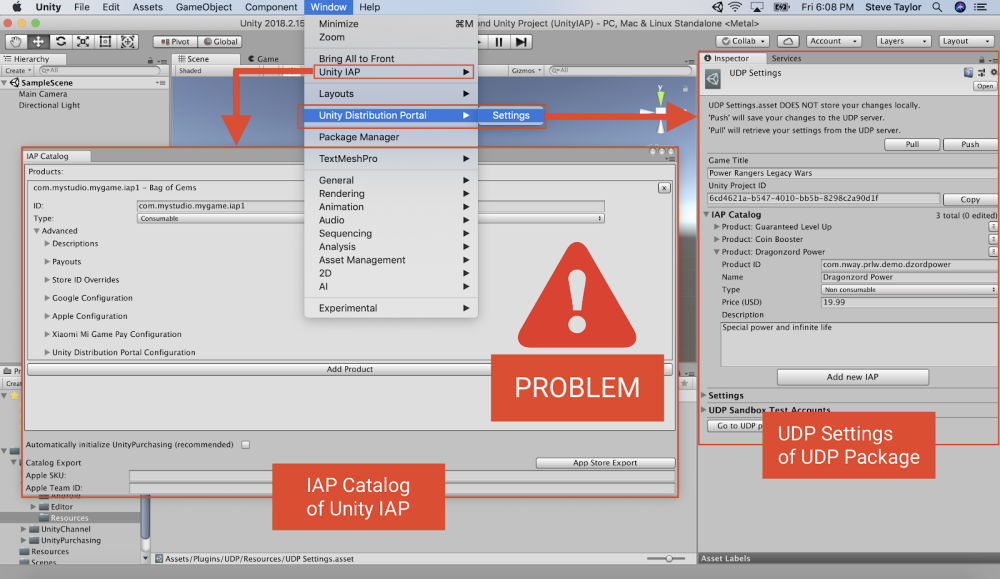 Unity File Edit Assets GameObject Component Window Help
Fri 6:08 PM Steve Taylor
Unity 2018.2.15
and Unity Project (UnityIAP) - PC, Mac & Linux Standalone <Metal>
Pivot Global
Collab Account Layers Layout
Hierarchy
Create All
SampleScene
Main Camera
Directional Light
Scene Game
Shaded
Gizmos All
y
Minimize ⌘M
Zoom
Bring All to Front
Unity IAP
Layouts
Unity Distribution Portal
Settings
Package Manager
TextMeshPro
General
Rendering
Animation
Audio
Sequencing
Analysis
Asset Management
2D
AI
Experimental
IAP Catalog
Products:
com.mystudio.mygame.iap1 - Bag of Gems
x
ID: com.mystudio.mygame.iap1
Type: Consumable
Advanced
Descriptions
Payouts
Store ID Overrides
Google Configuration
Apple Configuration
Xiaomi Mi Game Pay Configuration
Unity Distribution Portal Configuration
Add Product
Automatically initialize UnityPurchasing (recommended)
Catalog Export
App Store Export
Apple SKU:
Apple Team ID:
PROBLEM
IAP Catalog
of Unity IAP
Inspector Services
UDP Settings
Open
UDP Settings.asset DOES NOT store your changes locally.
'Push' will save your changes to the UDP server.
'Pull' will retrieve your settings from the UDP server.
Pull Push
Game Title
Power Rangers Legacy Wars
Unity Project ID
6cd4621a-b547-4010-bb5b-8298c2a90d1f Copy
IAP Catalog 3 total (0 edited)
Product: Guaranteed Level Up
Product: Coin Booster
Product: Dragonzord Power
Product ID com.nway.prlw.demo.dzordpower
Name Dragonzord Power
Type Non consumable
Price (USD) 19.99
Description
Special power and infinite life
Add new IAP
Settings
UDP Sandbox Test Accounts
Go to UDP
UDP Settings
of UDP Package
Editor
Resources
UnityChannel
UnityPurchasing
Resources
Scenes
Assets/Plugins/UDP/Resources/UDP Settings.asset
Asset Labels